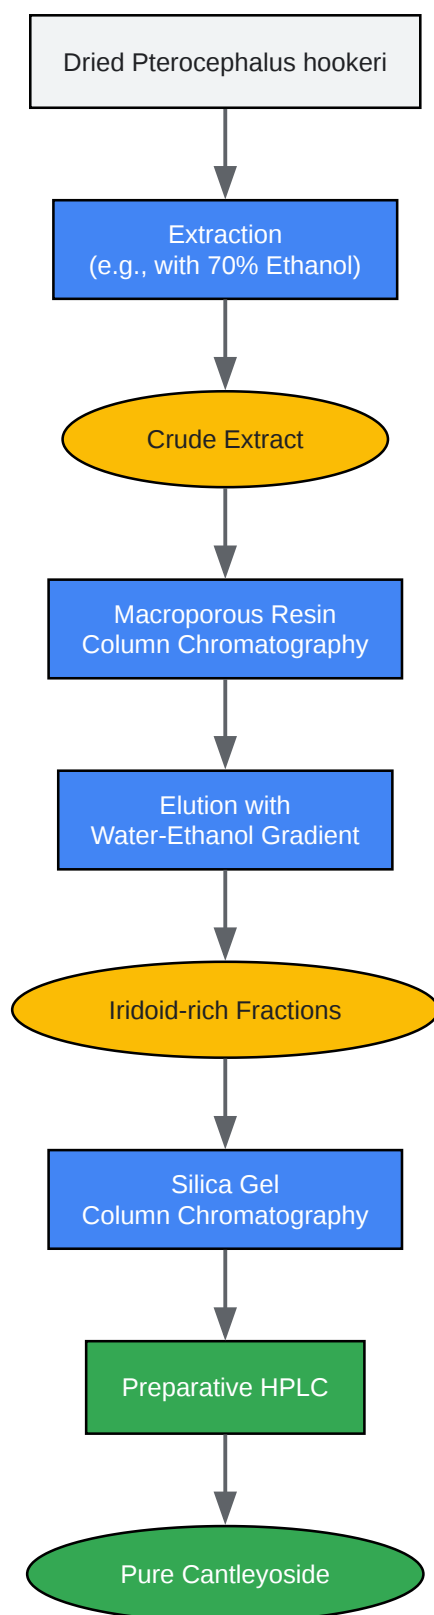 Dried Pterocephalus hookeri
Extraction
(e.g., with 70% Ethanol)
Crude Extract
Macroporous Resin
Column Chromatography
Elution with
Water-Ethanol Gradient
Iridoid-rich Fractions
Silica Gel
Column Chromatography
Preparative HPLC
Pure Cantleyoside